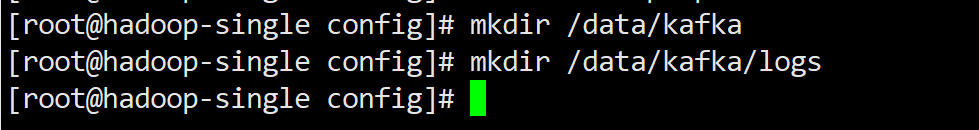 [root@hadoop-single config]# mkdir /data/kafka
[root@hadoop-single config]# mkdir /data/kafka/logs
[root@hadoop-single config]#